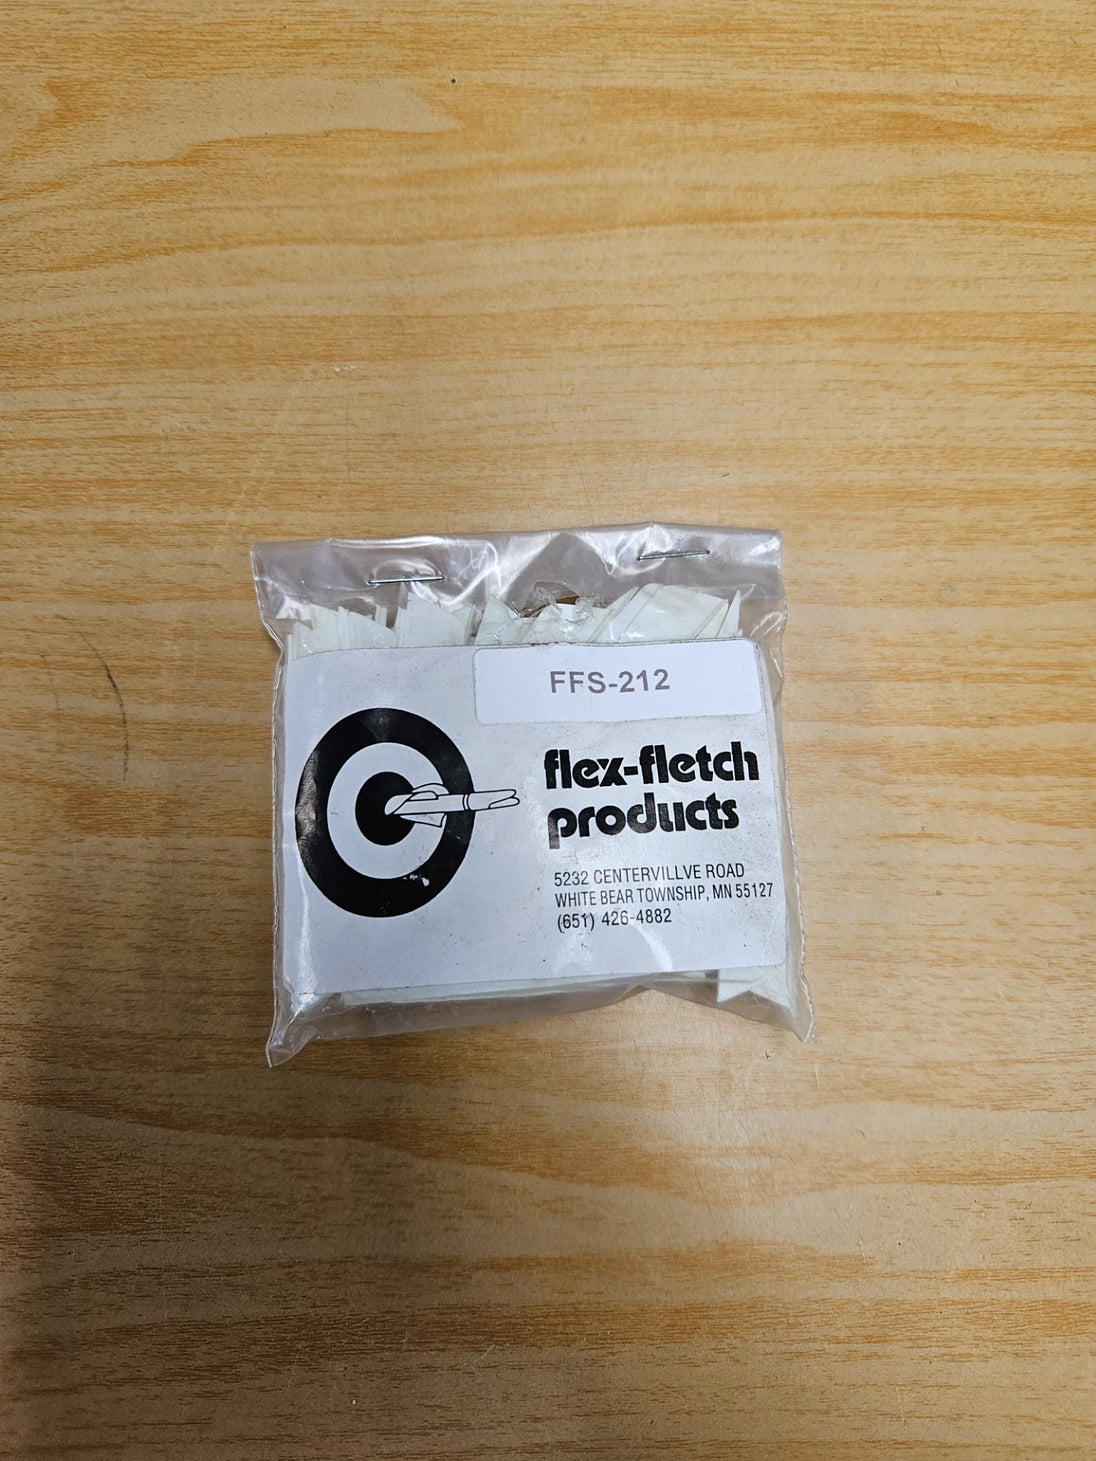 FFS-212
flex-fletch
products
5232 CENTERVILLVE ROAD
WHITE BEAR TOWNSHIP, MN 55127
(651) 426-4882